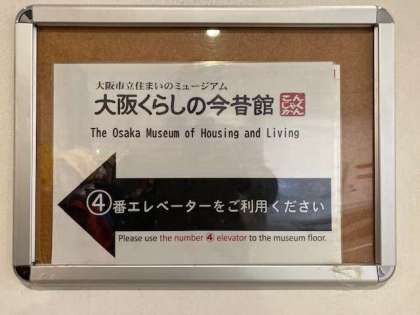 大阪市立住まいのミュージアム
大阪くらしの今昔館
こんじゃくかん
The Osaka Museum of Housing and Living
④番エレベーターをご利用ください
Please use the number ④ elevator to the museum floor.